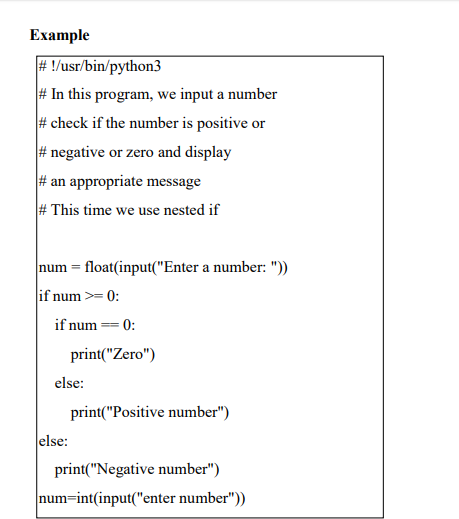 Example
# !/usr/bin/python3
# In this program, we input a number
# check if the number is positive or
# negative or zero and display
# an appropriate message
# This time we use nested if
num = float(input("Enter a number: "))
if num >= 0:
if num == 0:
print("Zero")
else:
print("Positive number")
else:
print("Negative number")
num=int(input("enter number"))